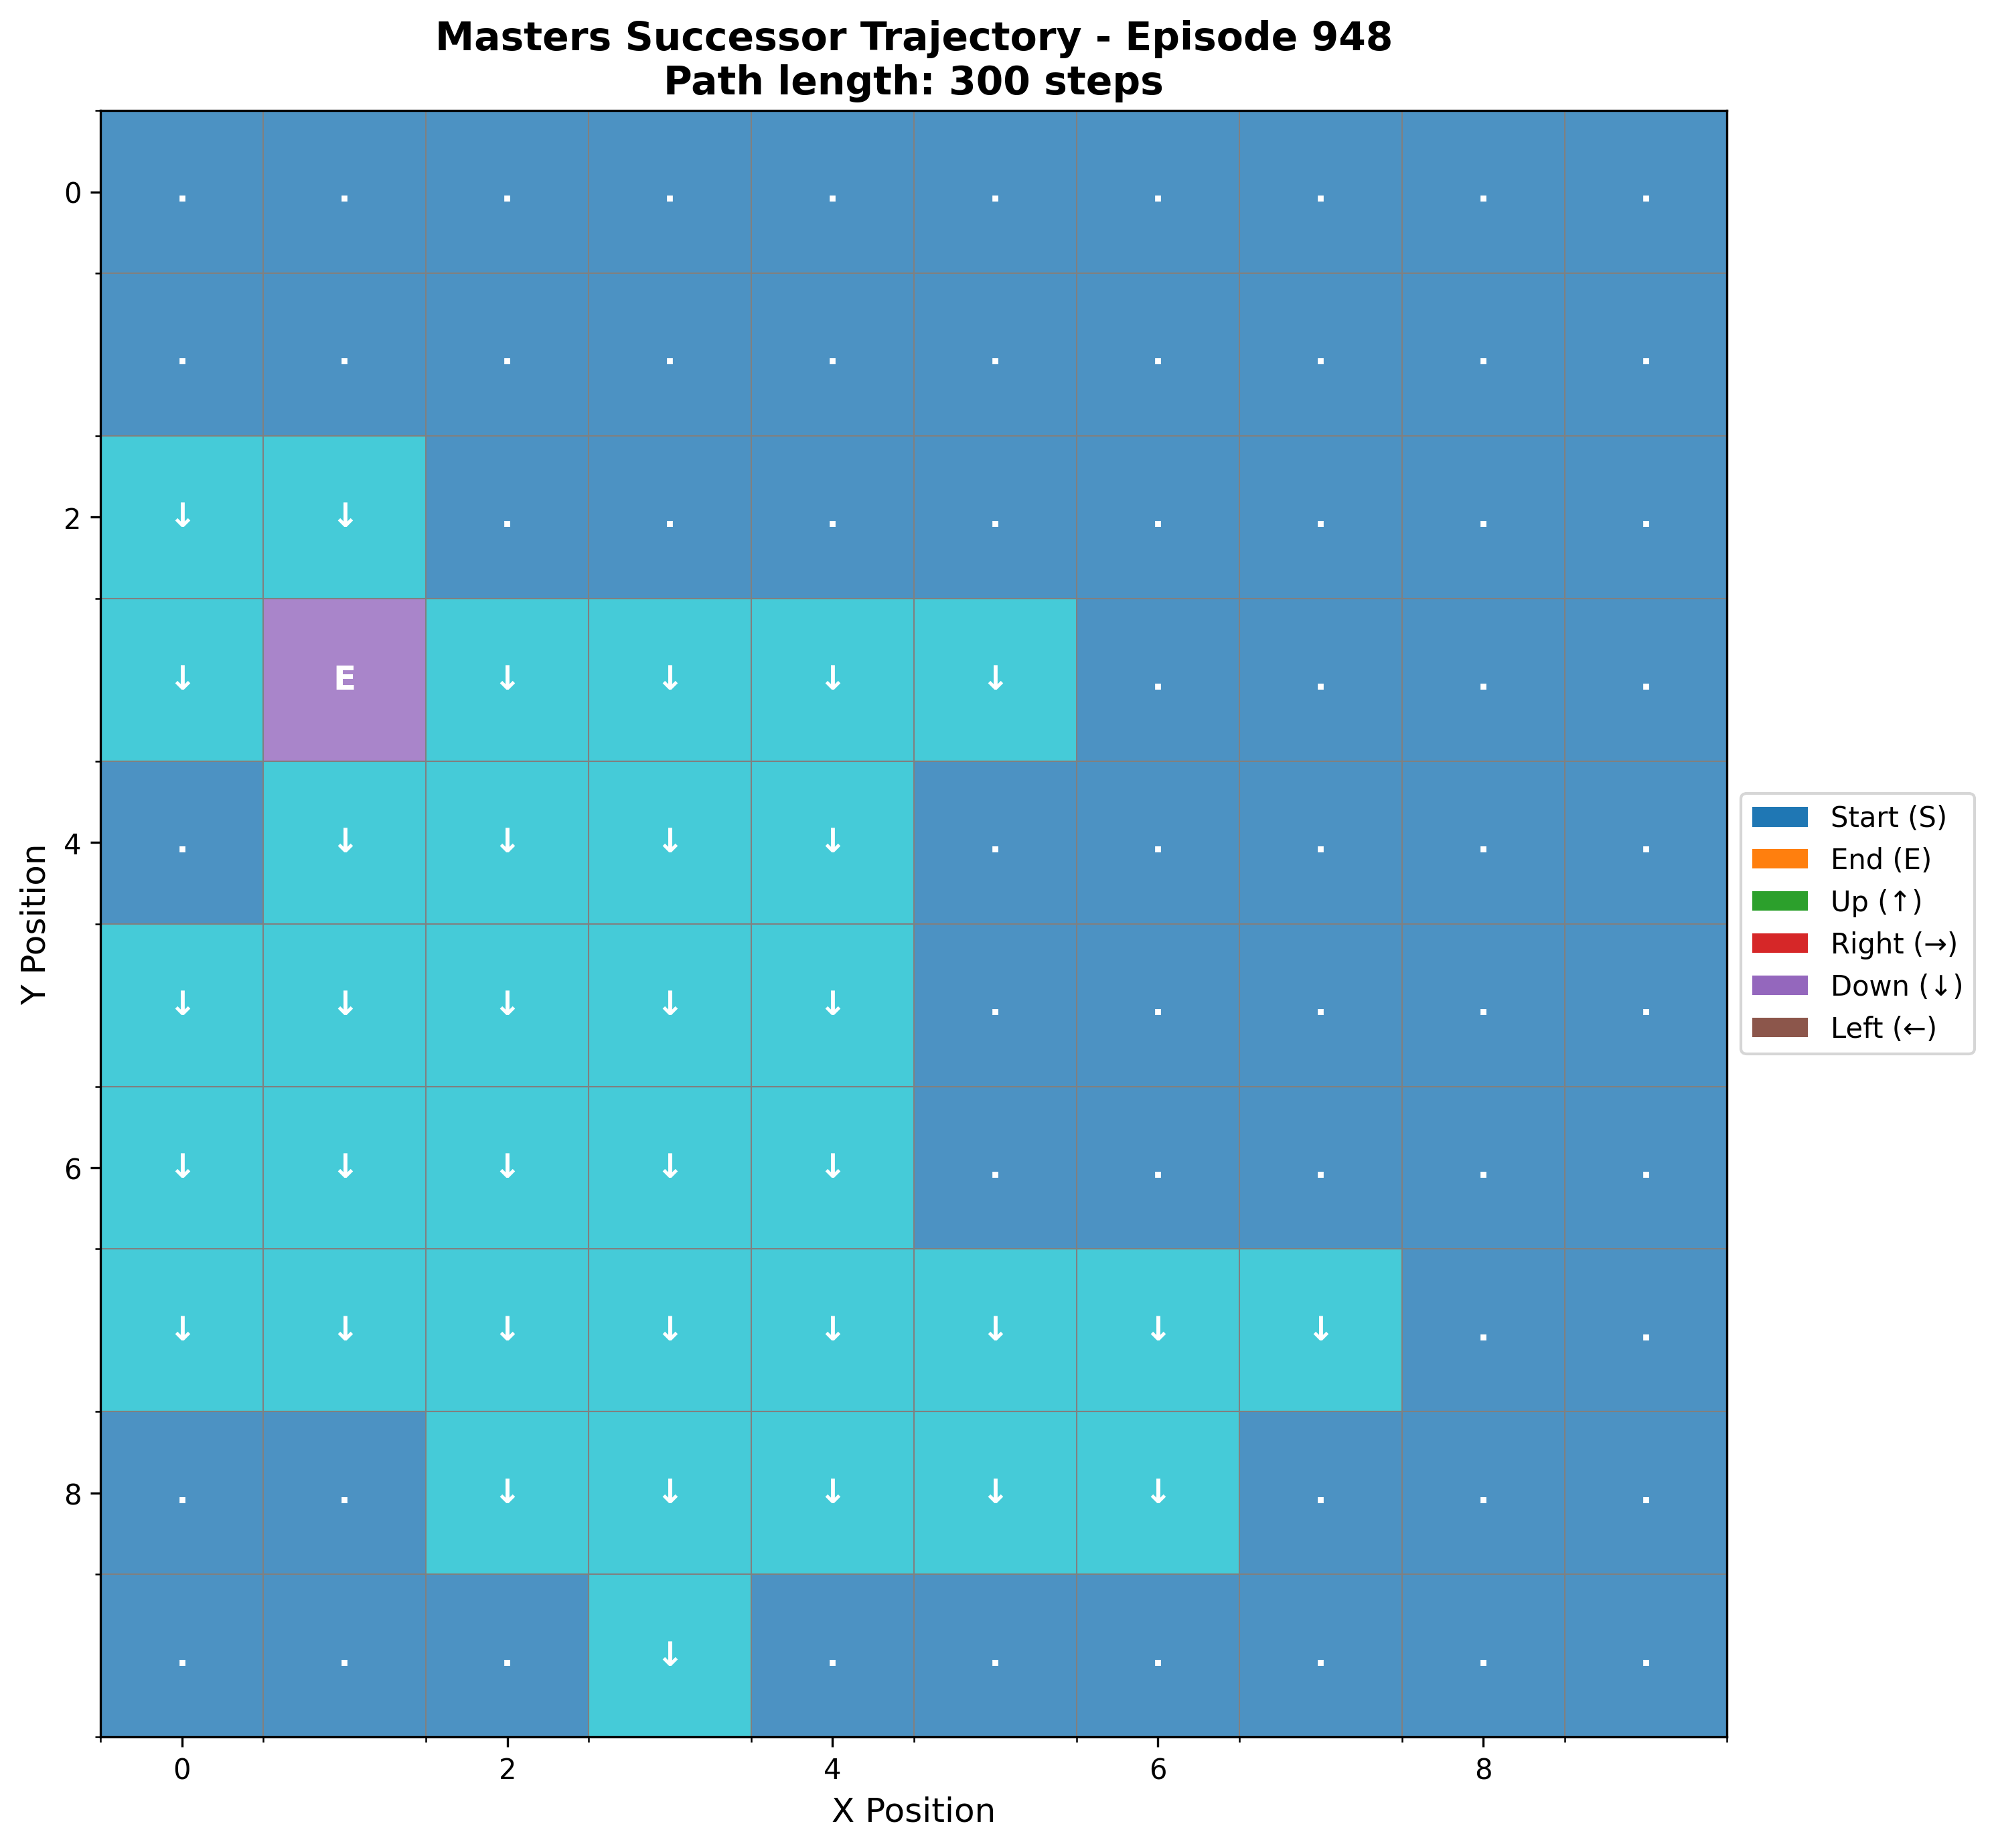 Masters Successor Trajectory - Episode 948
Path length: 300 steps
0 . . . . . . . . . .
. . . . . . . . . .
2 ↓ ↓ . . . . . . . .
↓ E ↓ ↓ ↓ ↓ . . . .
4 . ↓ ↓ ↓ ↓ . . . . .
↓ ↓ ↓ ↓ ↓ . . . . .
6 ↓ ↓ ↓ ↓ ↓ . . . . .
↓ ↓ ↓ ↓ ↓ ↓ ↓ ↓ . .
8 . . ↓ ↓ ↓ ↓ ↓ . . .
. . . ↓ . . . . . .
0 2 4 6 8
X Position
Y Position
Start (S)
End (E)
Up (↑)
Right (→)
Down (↓)
Left (←)